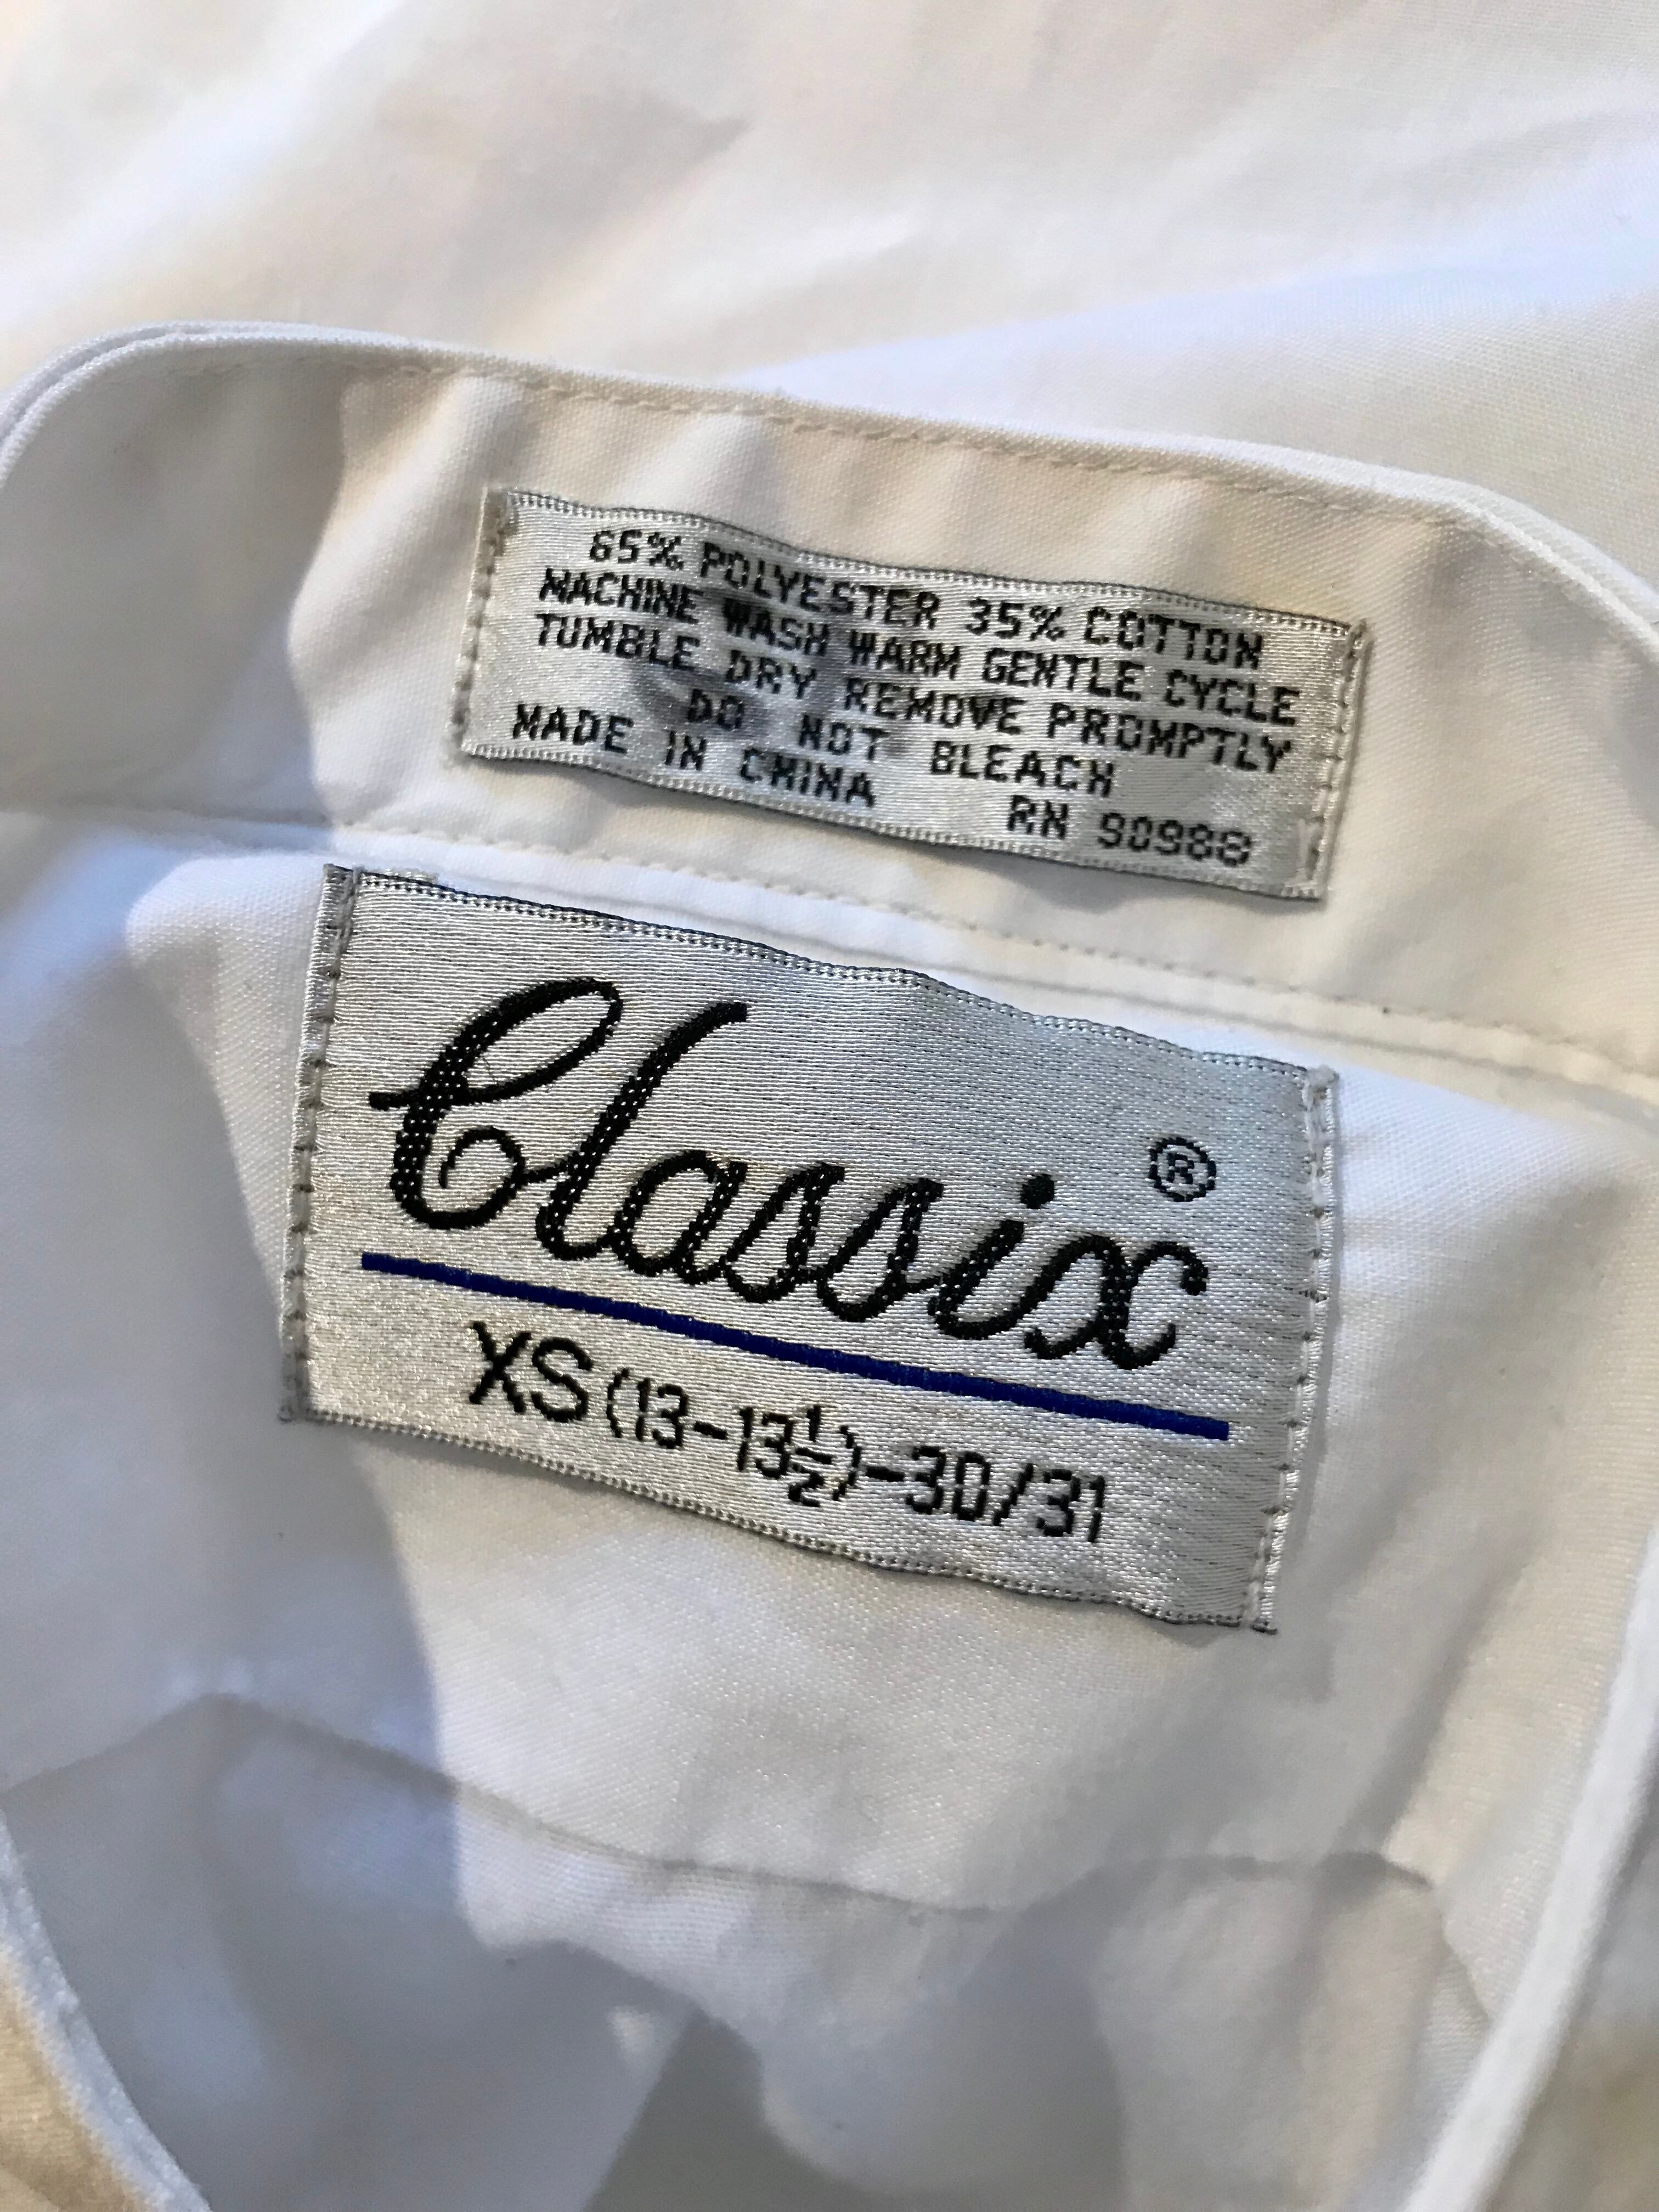 65% POLYESTER 35% COTTON
MACHINE WASH WARM GENTLE CYCLE
TUMBLE DRY REMOVE PROMPTLY
DO NOT BLEACH
MADE IN CHINA RN 90988
Classix®
XS(13-13½)-30/31